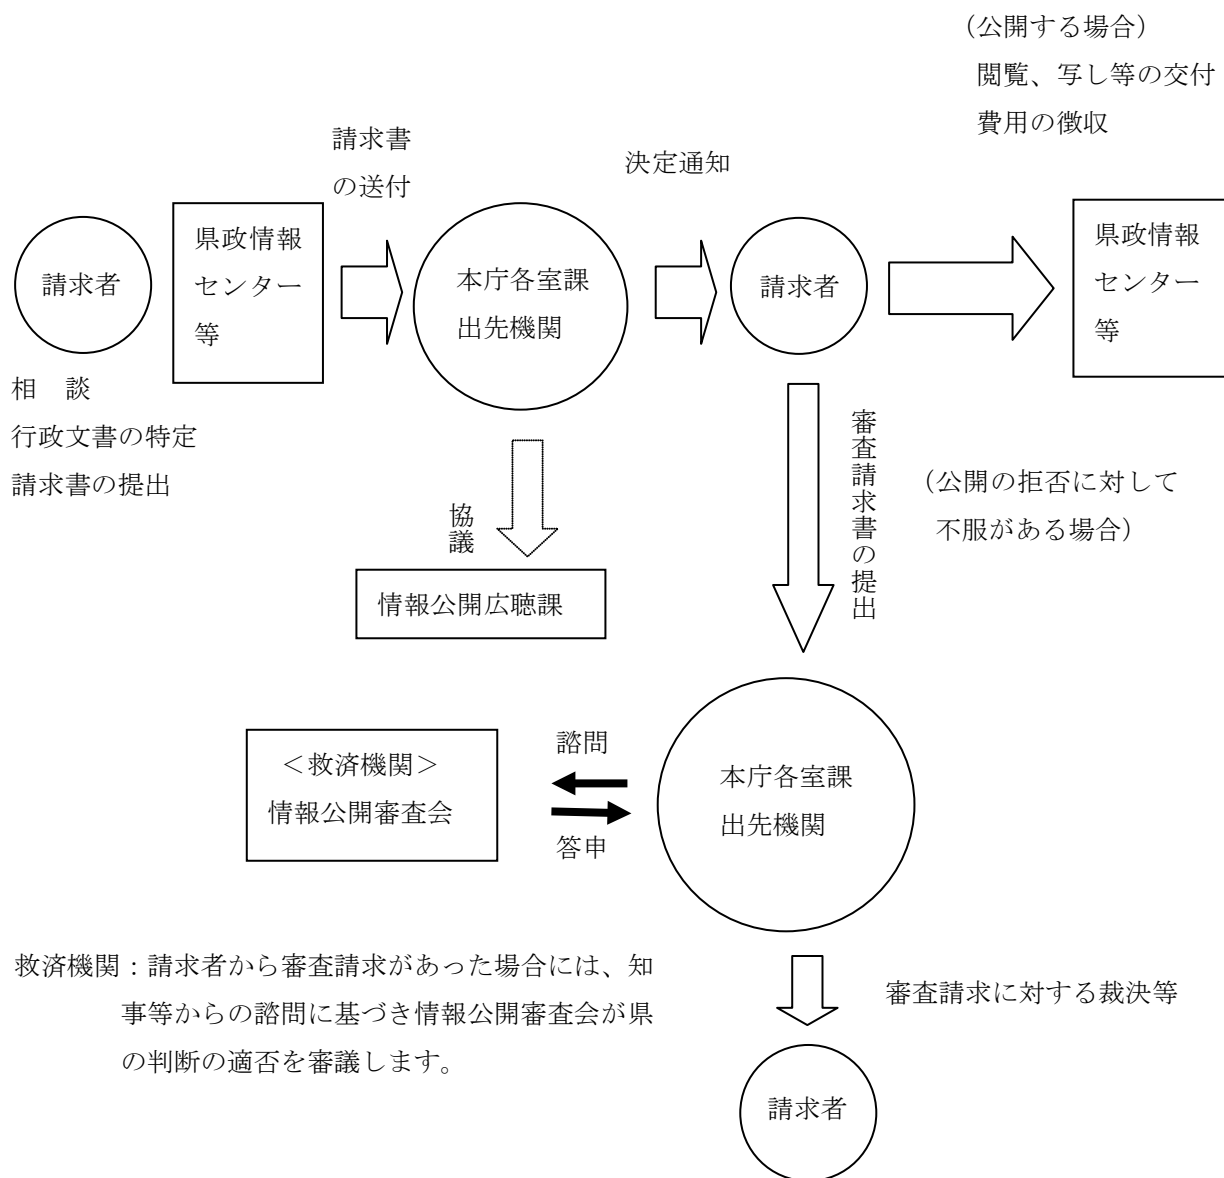 （公開する場合）
閲覧、写し等の交付
費用の徴収
請求書
の送付
決定通知
請求者
県政情報
センター
等
本庁各室課
出先機関
請求者
県政情報
センター
等
相　談
行政文書の特定
請求書の提出
協議
情報公開広聴課
審査請求書の提出
（公開の拒否に対して
不服がある場合）
＜救済機関＞
情報公開審査会
諮問
答申
本庁各室課
出先機関
救済機関：請求者から審査請求があった場合には、知
事等からの諮問に基づき情報公開審査会が県
の判断の適否を審議します。
審査請求に対する裁決等
請求者